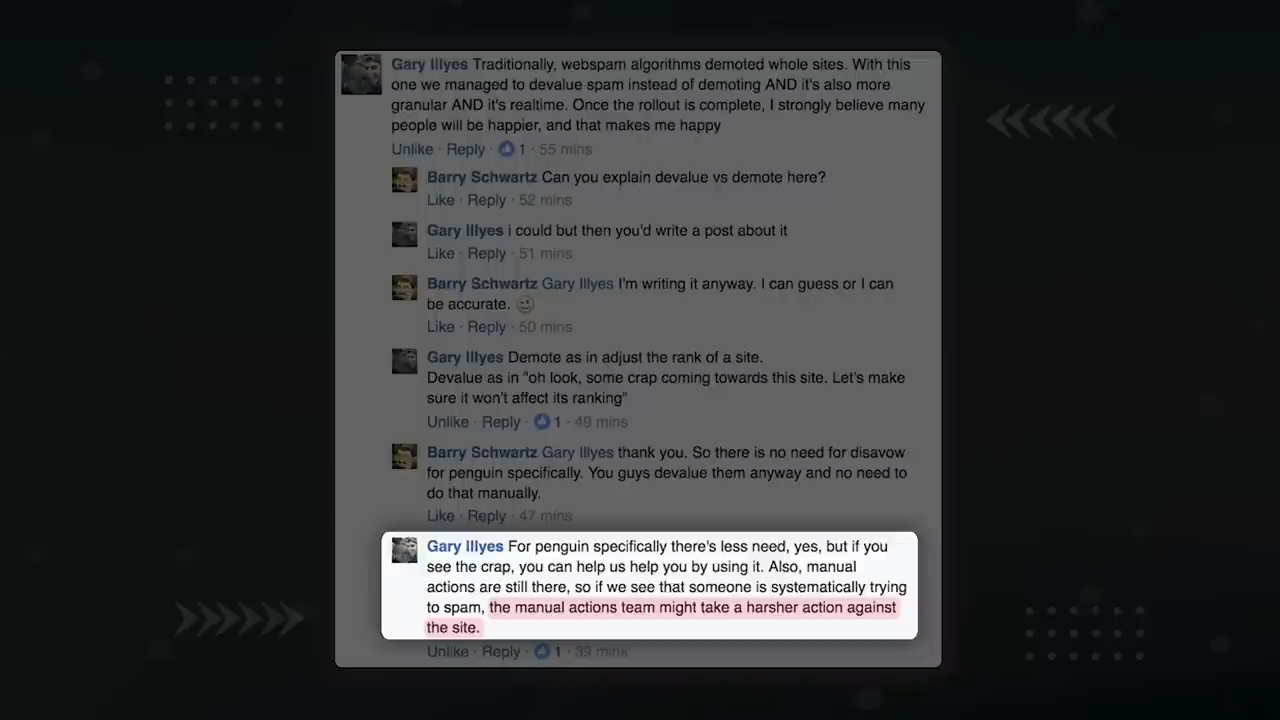 Gary Illyes Traditionally, webspam algorithms demoted whole sites. With this
one we managed to devalue spam instead of demoting AND it's also more
granular AND it's realtime. Once the rollout is complete, I strongly believe many
people will be happier, and that makes me happy
Unlike · Reply · 1 · 55 mins
Barry Schwartz Can you explain devalue vs demote here?
Like · Reply · 52 mins
Gary Illyes i could but then you'd write a post about it
Like · Reply · 51 mins
Barry Schwartz Gary Illyes I'm writing it anyway. I can guess or I can
be accurate. 😉
Like · Reply · 50 mins
Gary Illyes Demote as in adjust the rank of a site.
Devalue as in "oh look, some crap coming towards this site. Let's make
sure it won't affect its ranking"
Unlike · Reply · 1 · 49 mins
Barry Schwartz Gary Illyes thank you. So there is no need for disavow
for penguin specifically. You guys devalue them anyway and no need to
do that manually.
Like · Reply · 47 mins
Gary Illyes For penguin specifically there's less need, yes, but if you
see the crap, you can help us help you by using it. Also, manual
actions are still there, so if we see that someone is systematically trying
to spam, the manual actions team might take a harsher action against
the site.
Unlike · Reply · 1 · 39 mins